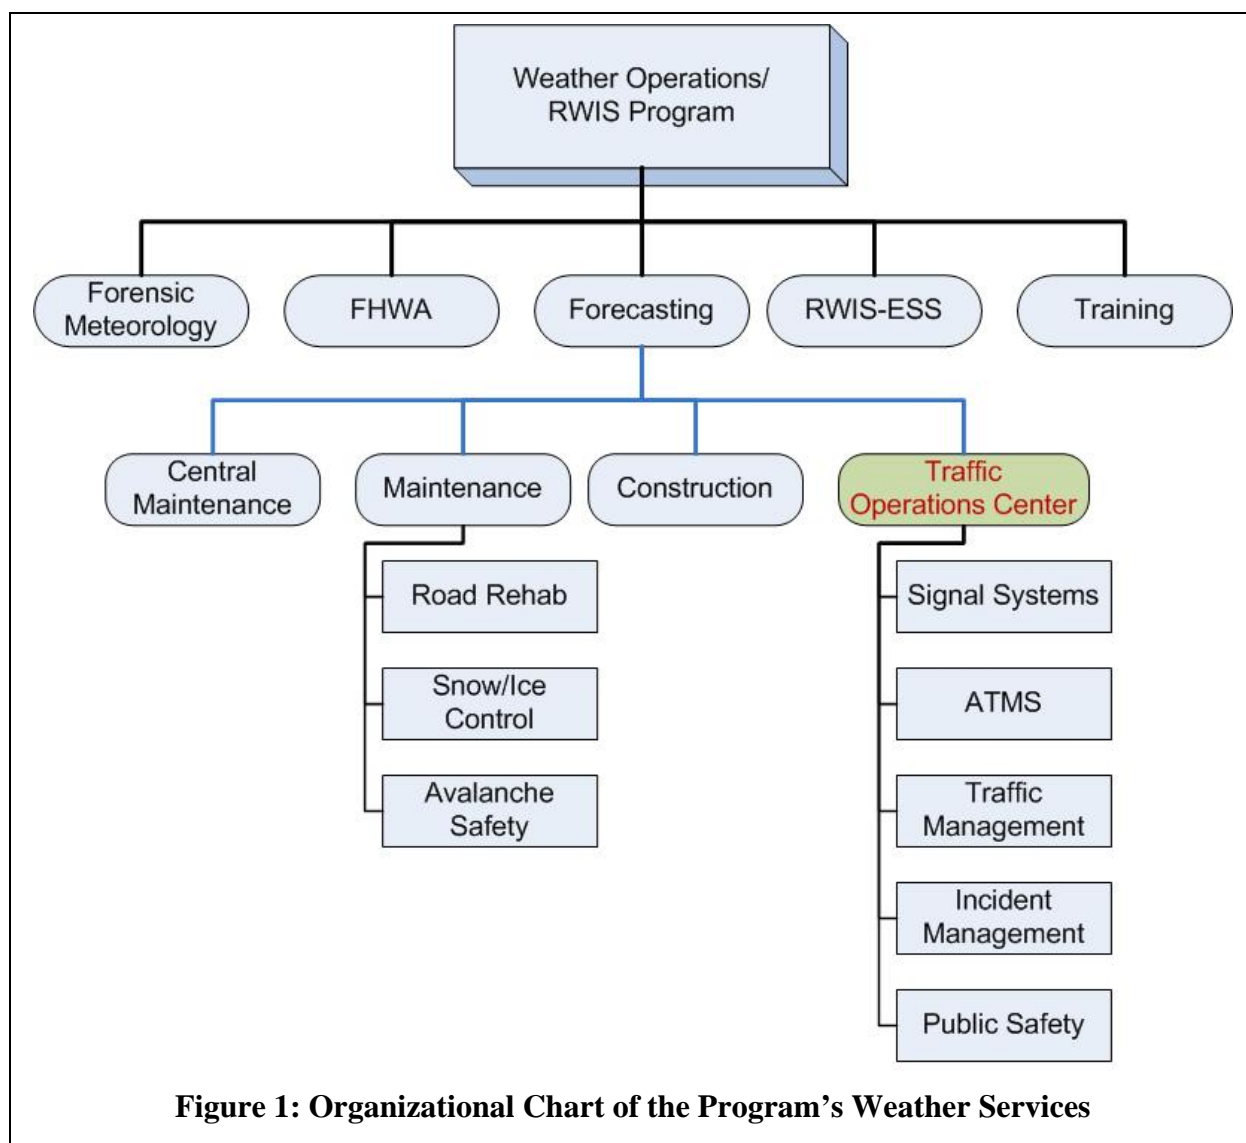 Weather Operations/
RWIS Program
Forensic
Meteorology
FHWA
Forecasting
RWIS-ESS
Training
Central
Maintenance
Maintenance
Construction
Traffic
Operations Center
Road Rehab
Snow/Ice
Control
Avalanche
Safety
Signal Systems
ATMS
Traffic
Management
Incident
Management
Public Safety
Figure 1: Organizational Chart of the Program’s Weather Services